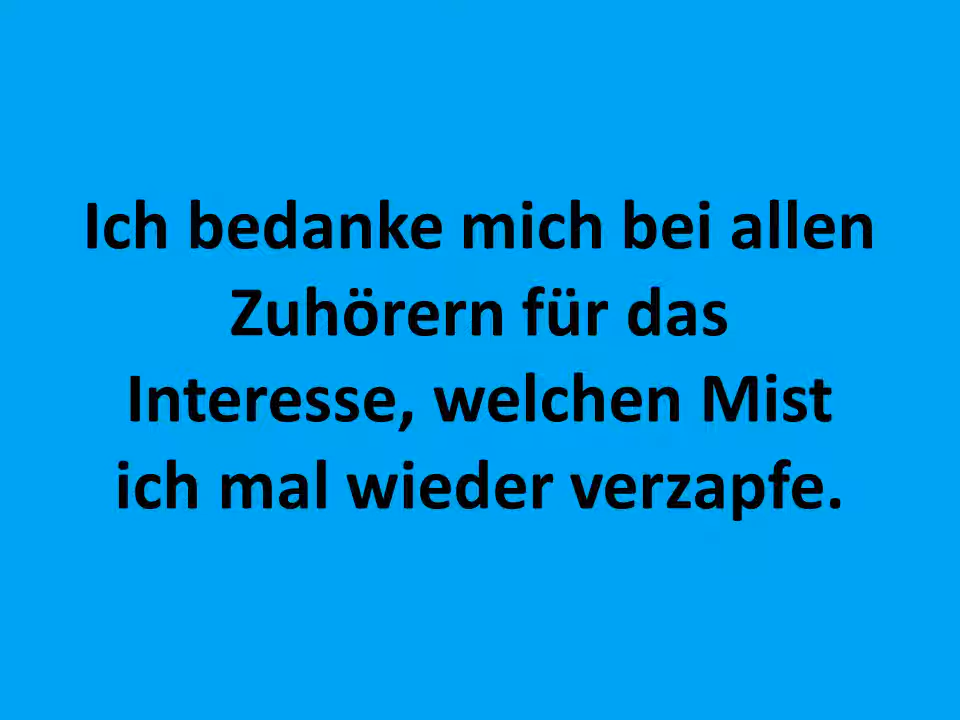 Ich bedanke mich bei allen
Zuhörern für das
Interesse, welchen Mist
ich mal wieder verzapfe.